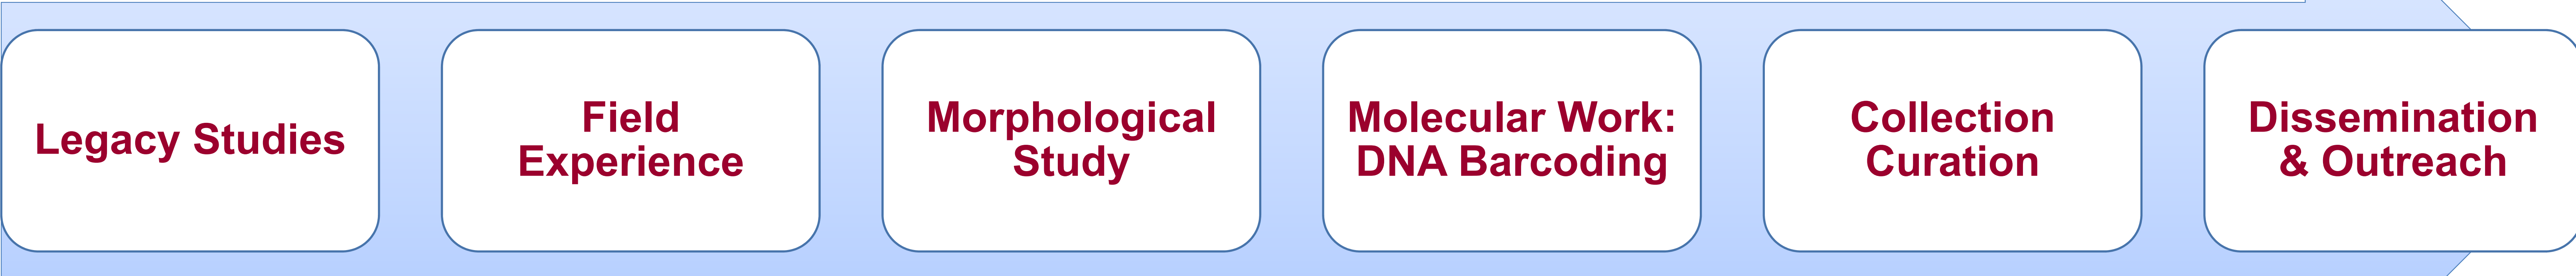 Legacy Studies
Field
Experience
Morphological
Study
Molecular Work:
DNA Barcoding
Collection
Curation
Dissemination
& Outreach